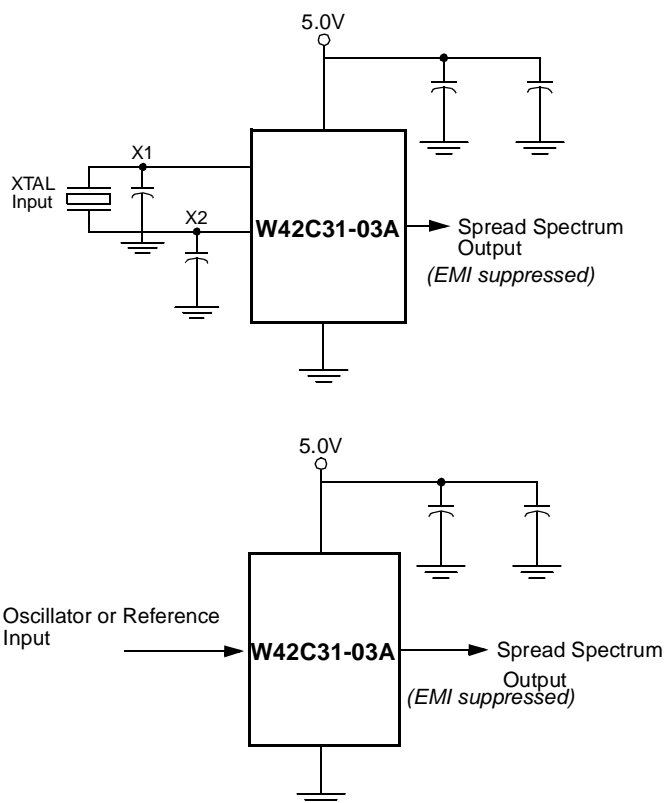 5.0V
X1
XTAL
Input
X2
W42C31-03A
Spread Spectrum
Output
(EMI suppressed)
5.0V
Oscillator or Reference
Input
W42C31-03A
Spread Spectrum
Output
(EMI suppressed)